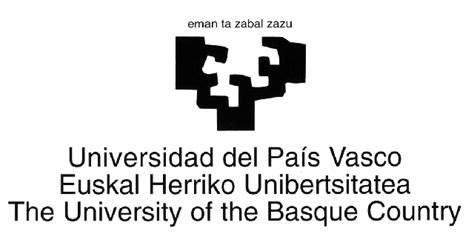 eman ta zabal zazu
Universidad del País Vasco
Euskal Herriko Unibertsitatea
The University of the Basque Country